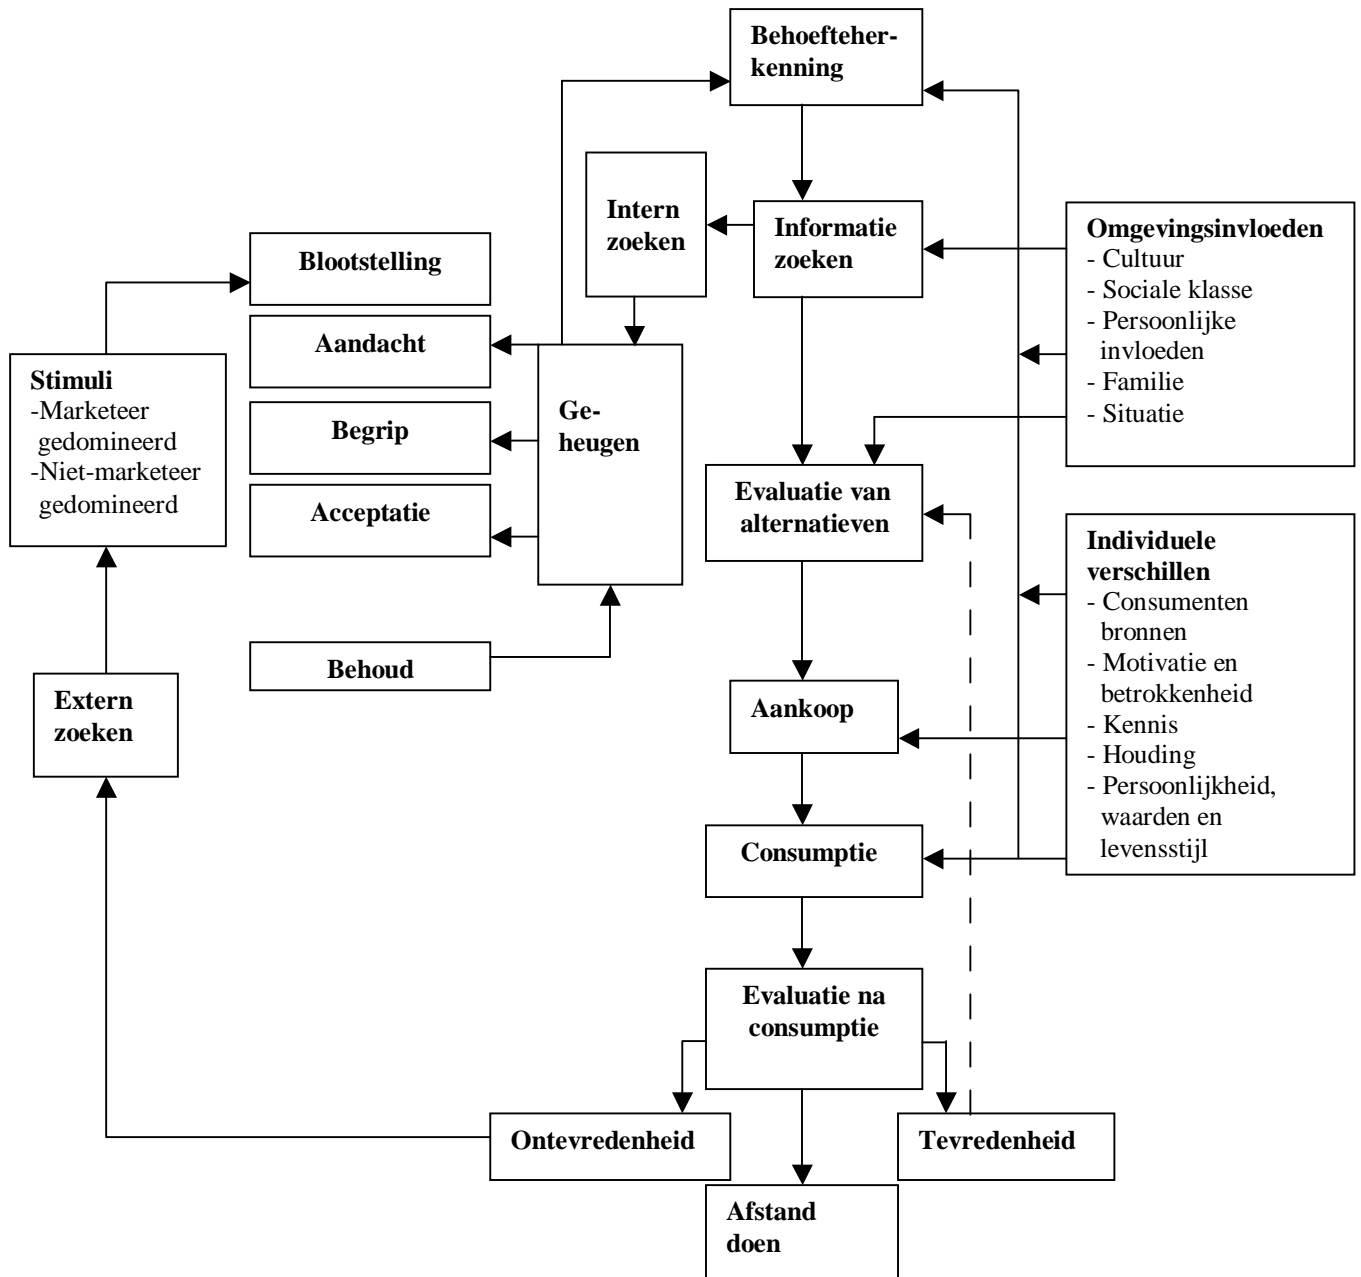 Behoefteher-
kenning
Intern
zoeken
Informatie
zoeken
Omgevingsinvloeden
- Cultuur
- Sociale klasse
- Persoonlijke
invloeden
- Familie
- Situatie
Blootstelling
Aandacht
Begrip
Acceptatie
Behoud
Stimuli
-Marketeer
gedomineerd
-Niet-marketeer
gedomineerd
Ge-
heugen
Evaluatie van
alternatieven
Individuele
verschillen
- Consumenten
bronnen
- Motivatie en
betrokkenheid
- Kennis
- Houding
- Persoonlijkheid,
waarden en
levensstijl
Extern
zoeken
Aankoop
Consumptie
Evaluatie na
consumptie
Ontevredenheid
Tevredenheid
Afstand
doen